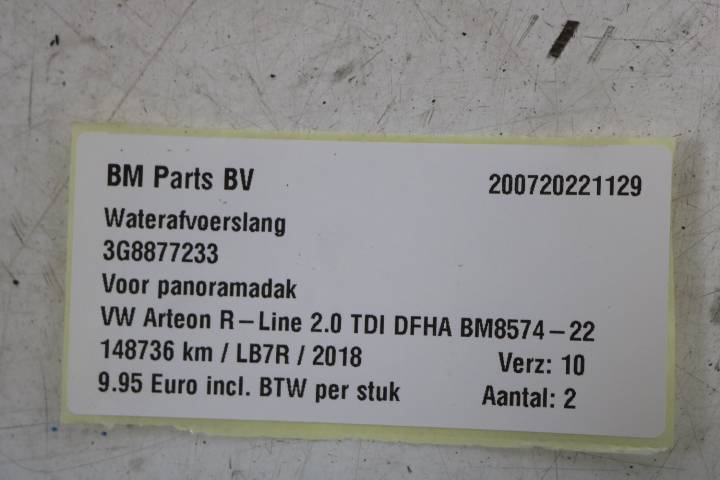 BM Parts BV 200720221129
Waterafvoerslang
3G8877233
Voor panoramadak
VW Arteon R-Line 2.0 TDI DFHA BM8574-22
148736 km / LB7R / 2018 Verz: 10
9.95 Euro incl. BTW per stuk Aantal: 2